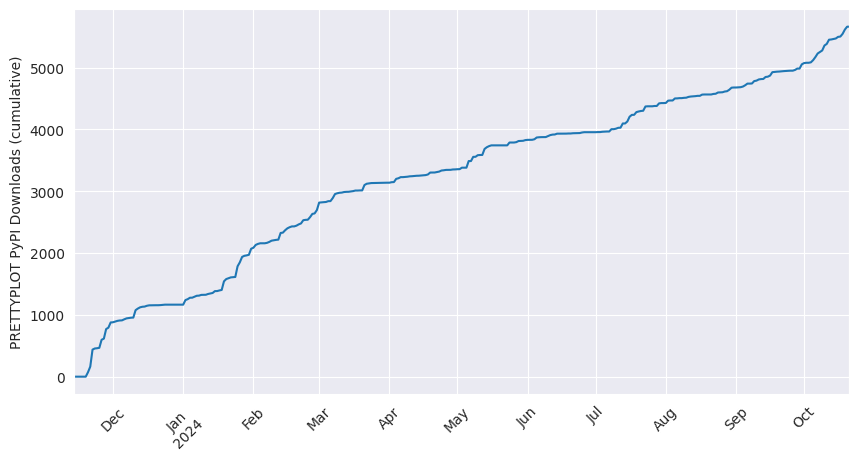 PRETTYPLOT PyPI Downloads (cumulative)
5000
4000
3000
2000
1000
0
Dec
Jan
2024
Feb
Mar
Apr
May
Jun
Jul
Aug
Sep
Oct